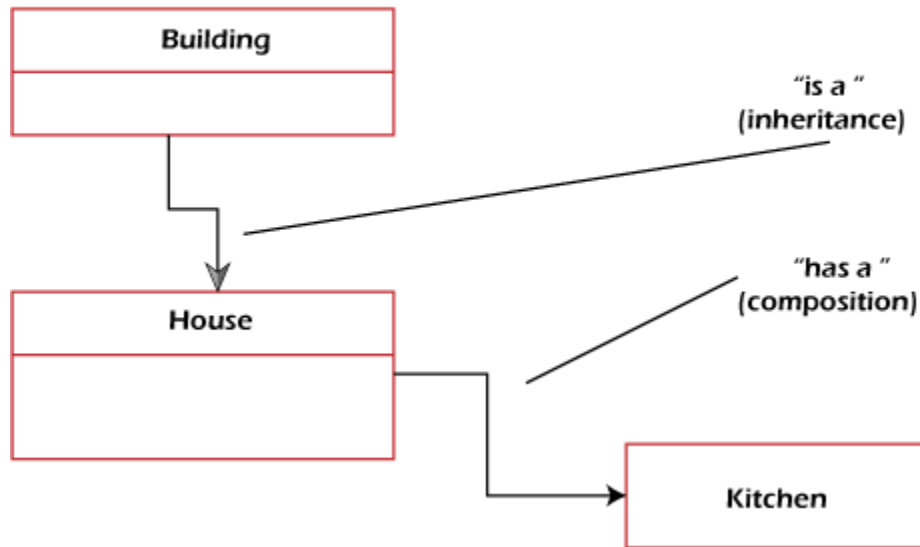 Building
“is a ”
(inheritance)
“has a ”
(composition)
House
Kitchen